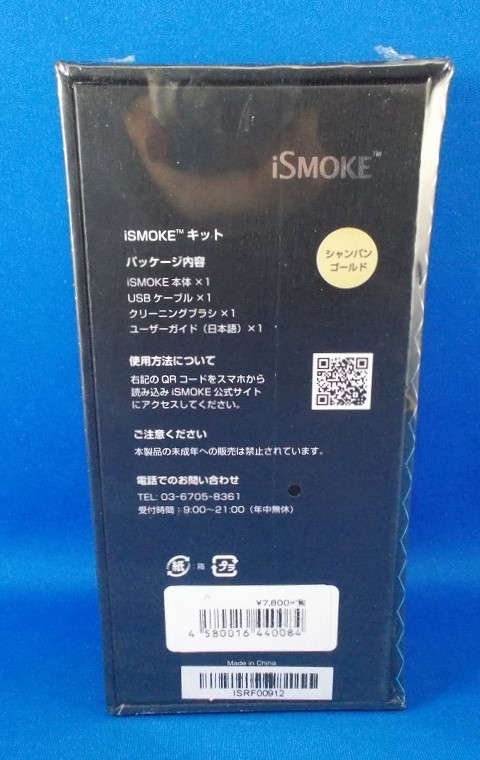 iSMOKE™
iSMOKE™ キット
シャンパン
ゴールド
パッケージ内容
iSMOKE 本体 ×1
USB ケーブル ×1
クリーニングブラシ ×1
ユーザーガイド（日本語）×1
使用方法について
右記の QR コードをスマホから
読み込み iSMOKE 公式サイト
にアクセスしてください。
ご注意ください
本製品の未成年への販売は禁止されています。
電話でのお問い合わせ
TEL: 03-6705-8361
受付時間：9:00〜21:00（年中無休）
紙：箱 プラ
¥7,800+税
4 580016 440084
Made in China
ISRF00912